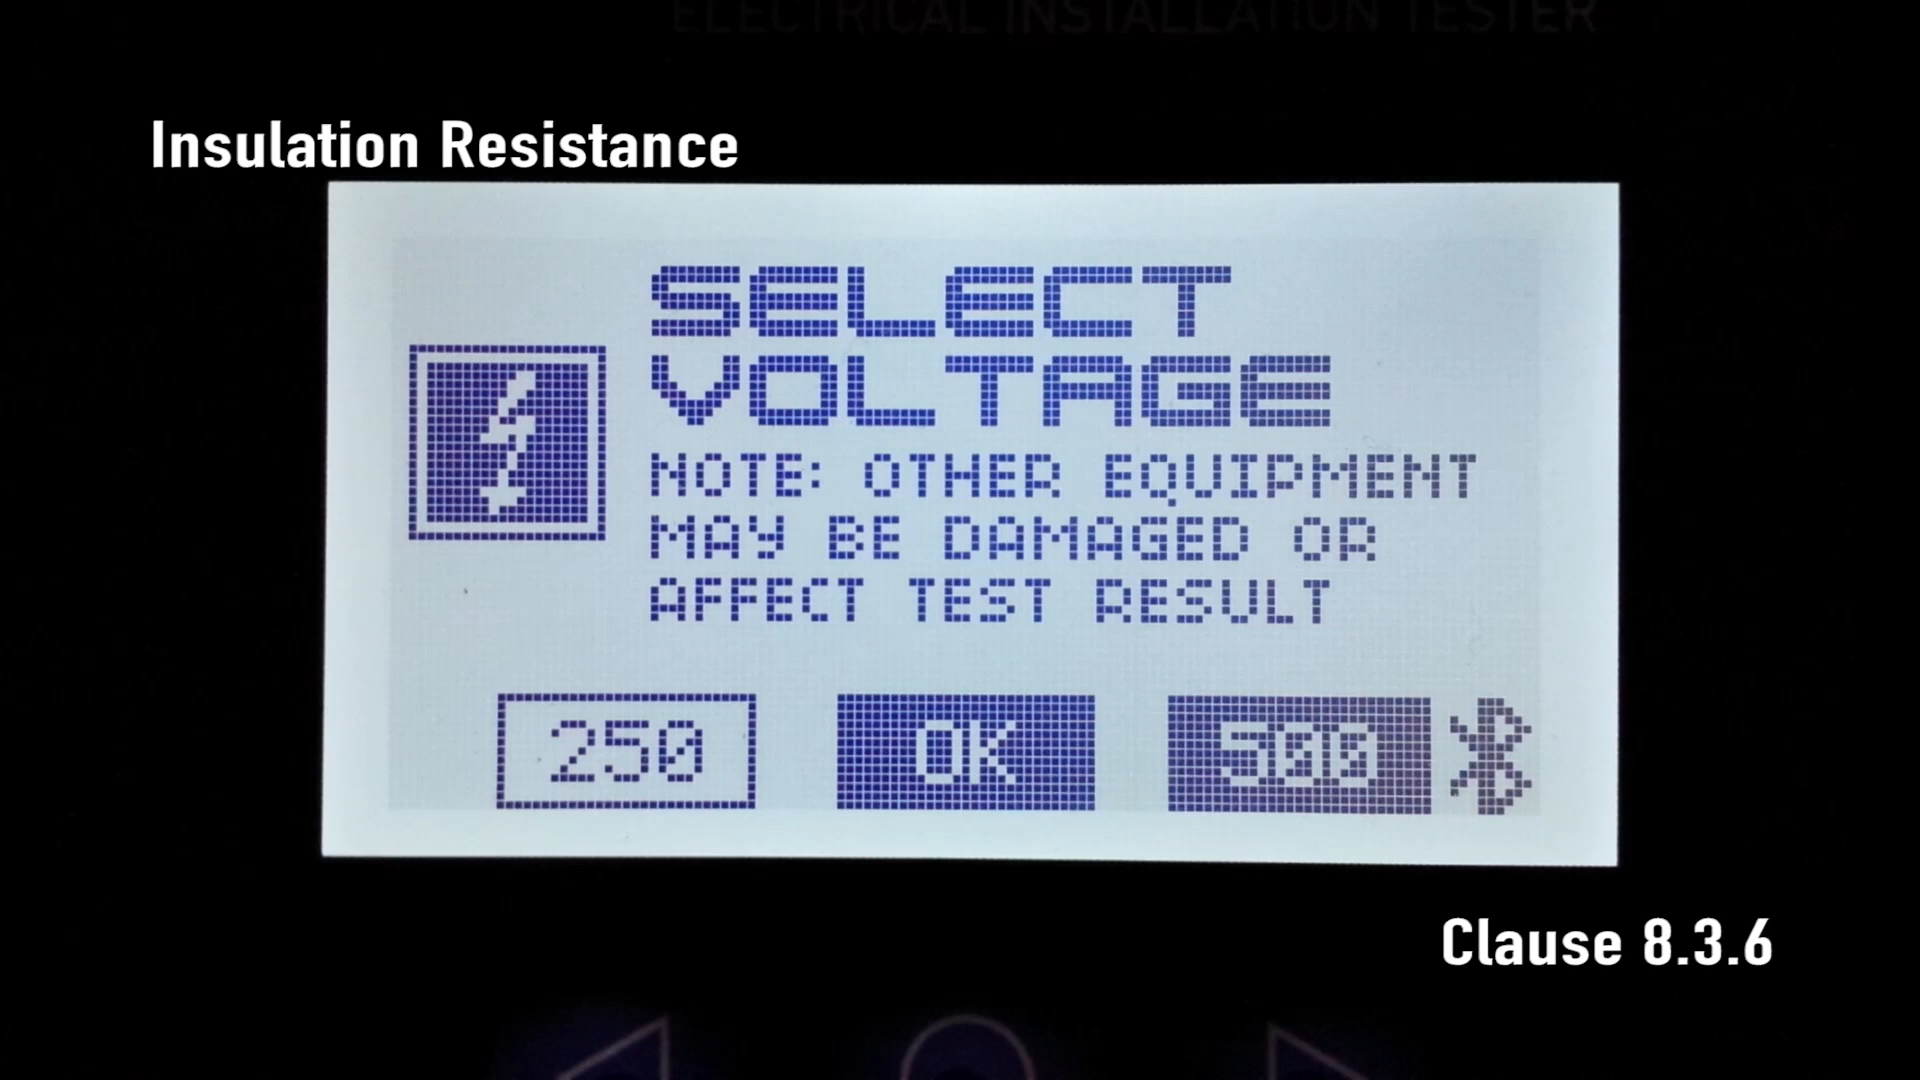 ELECTRICAL INSTALLATION TESTER
Insulation Resistance
SELECT
VOLTAGE
NOTE: OTHER EQUIPMENT
MAY BE DAMAGED OR
AFFECT TEST RESULT
250 OK 500
Clause 8.3.6